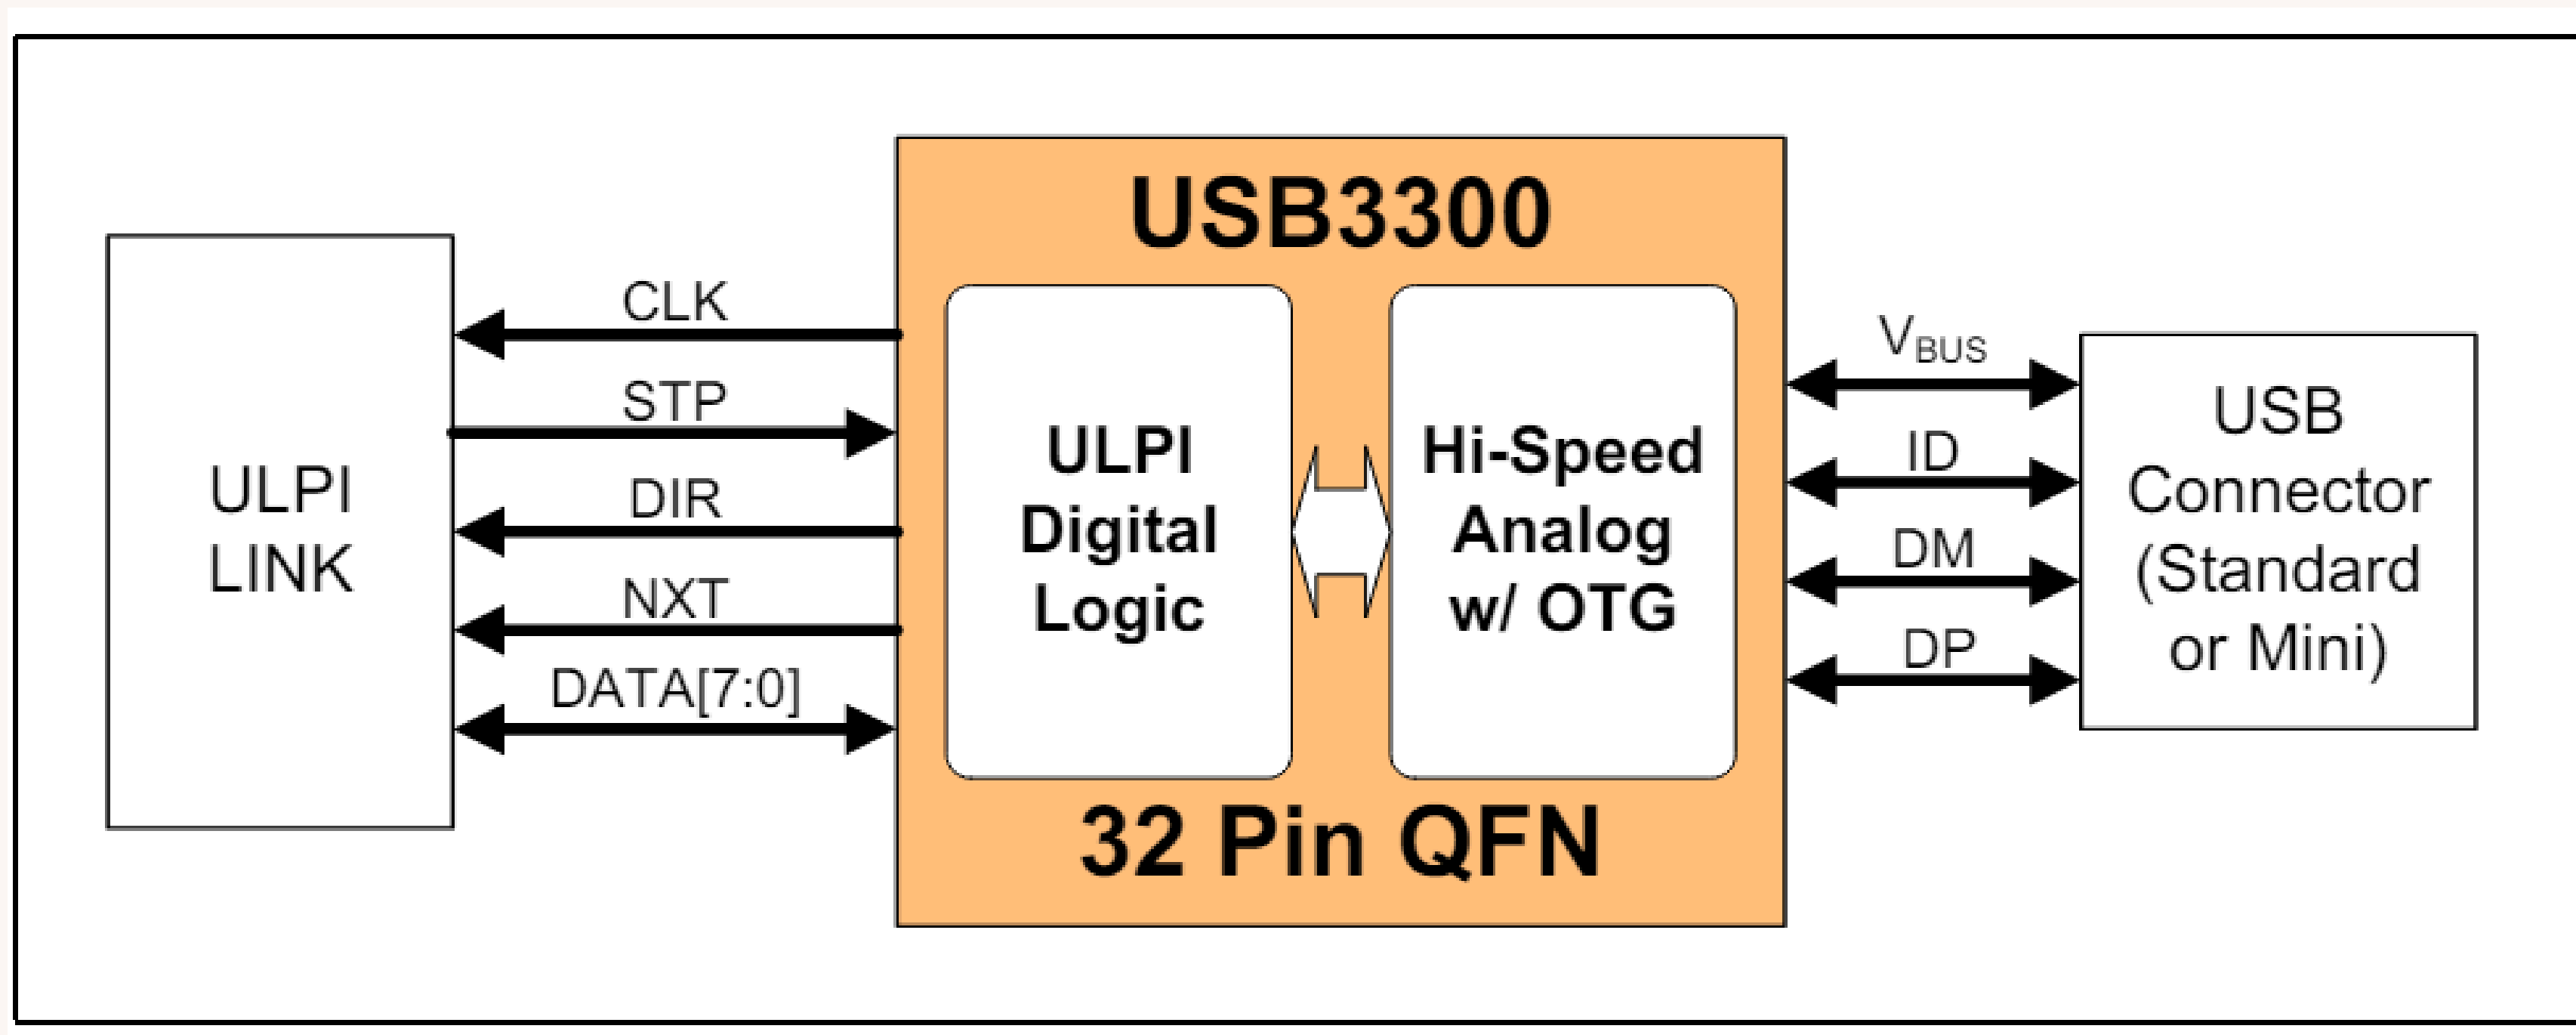 USB3300
ULPI
LINK
CLK
STP
DIR
NXT
DATA[7:0]
ULPI
Digital
Logic
Hi-Speed
Analog
w/ OTG
VBUS
ID
DM
DP
USB
Connector
(Standard
or Mini)
32 Pin QFN